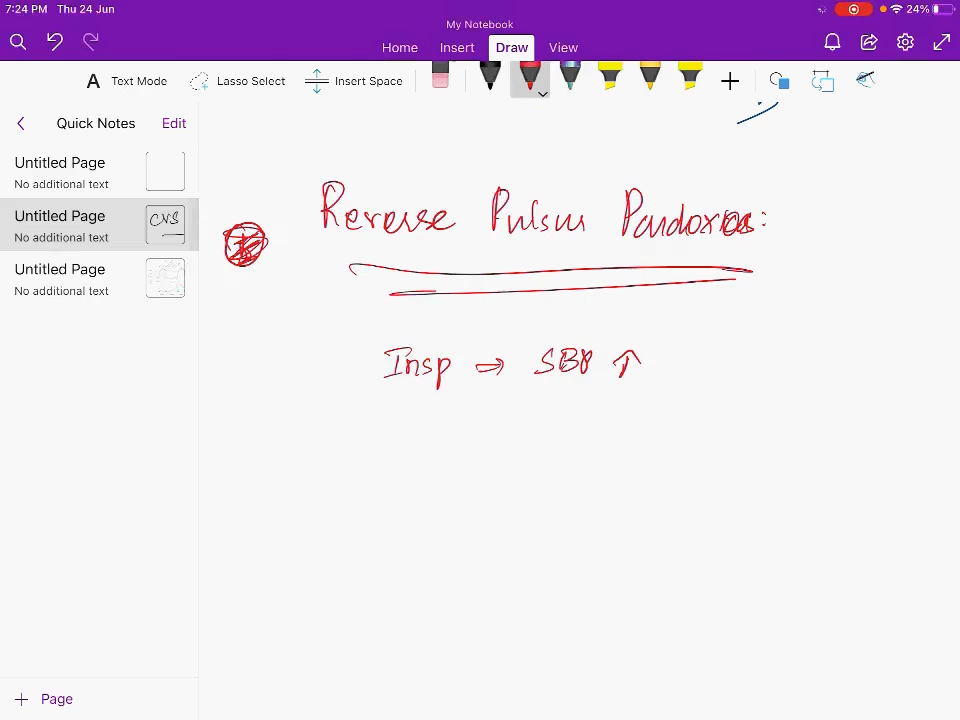 7:24 PM Thu 24 Jun
24%
My Notebook
Home Insert Draw View
Text Mode Lasso Select Insert Space
Quick Notes Edit
Untitled Page
No additional text
Untitled Page
No additional text
CNS
Untitled Page
No additional text
Reverse Pulsus
Insp ⇒ SBP ↑
Page